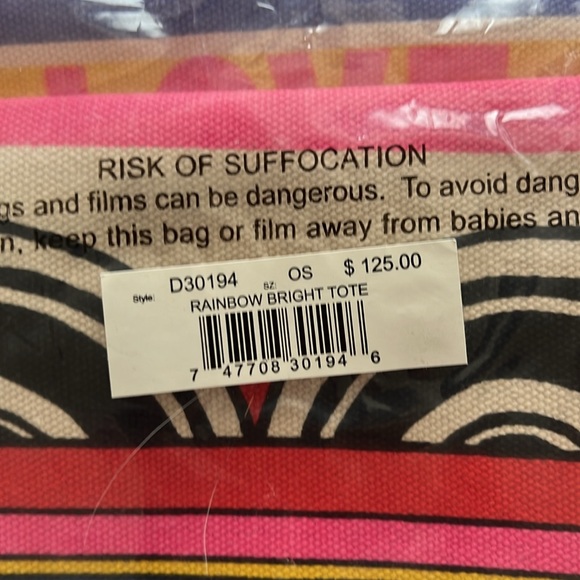 LOVE
RISK OF SUFFOCATION
gs and films can be dangerous. To avoid dang
n, keep this bag or film away from babies an
Style: D30194 SZ: OS $ 125.00
RAINBOW BRIGHT TOTE
7 47708 30194 6